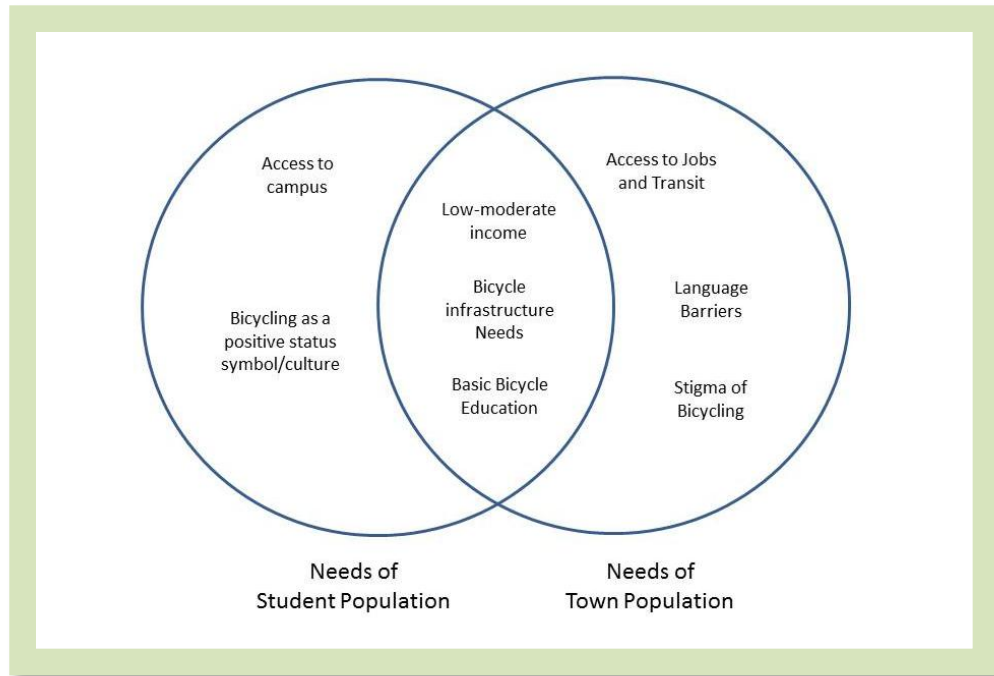 Access to
campus
Bicycling as a
positive status
symbol/culture
Low-moderate
income
Bicycle
infrastructure
Needs
Basic Bicycle
Education
Access to Jobs
and Transit
Language
Barriers
Stigma of
Bicycling
Needs of
Student Population
Needs of
Town Population